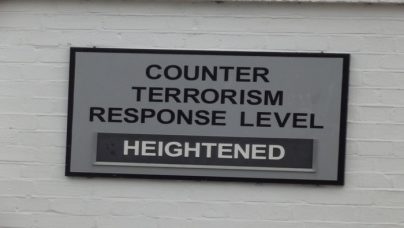 COUNTER
TERRORISM
RESPONSE LEVEL
HEIGHTENED